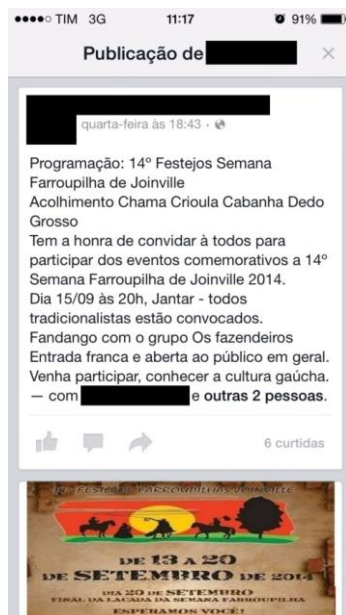 TIM 3G 11:17 91%
Publicação de
quarta-feira às 18:43
Programação: 14º Festejos Semana
Farroupilha de Joinville
Acolhimento Chama Crioula Cabanha Dedo
Grosso
Tem a honra de convidar à todos para
participar dos eventos comemorativos a 14º
Semana Farroupilha de Joinville 2014.
Dia 15/09 às 20h, Jantar - todos
tradicionalistas estão convocados.
Fandango com o grupo Os fazendeiros
Entrada franca e aberta ao público em geral.
Venha participar, conhecer a cultura gaúcha.
— com e outras 2 pessoas.
6 curtidas
FESTEJOS FARROUPILHAS JOINVILLE
DE 13 A 20
DE SETEMBRO DE 2014
DIA 20 DE SETEMBRO
FINAL DA LAÇADA DA SEMANA FARROUPILHA
ESPERAMOS VOCÊ!